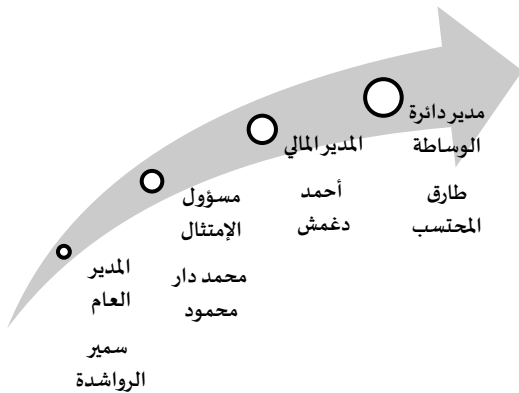 مدير دائرة
الوساطة
طارق
المحتسب
المدير المالي
أحمد
دغمش
مسؤول
الإمتثال
محمد دار
محمود
المدير
العام
سمير
الرواشدة